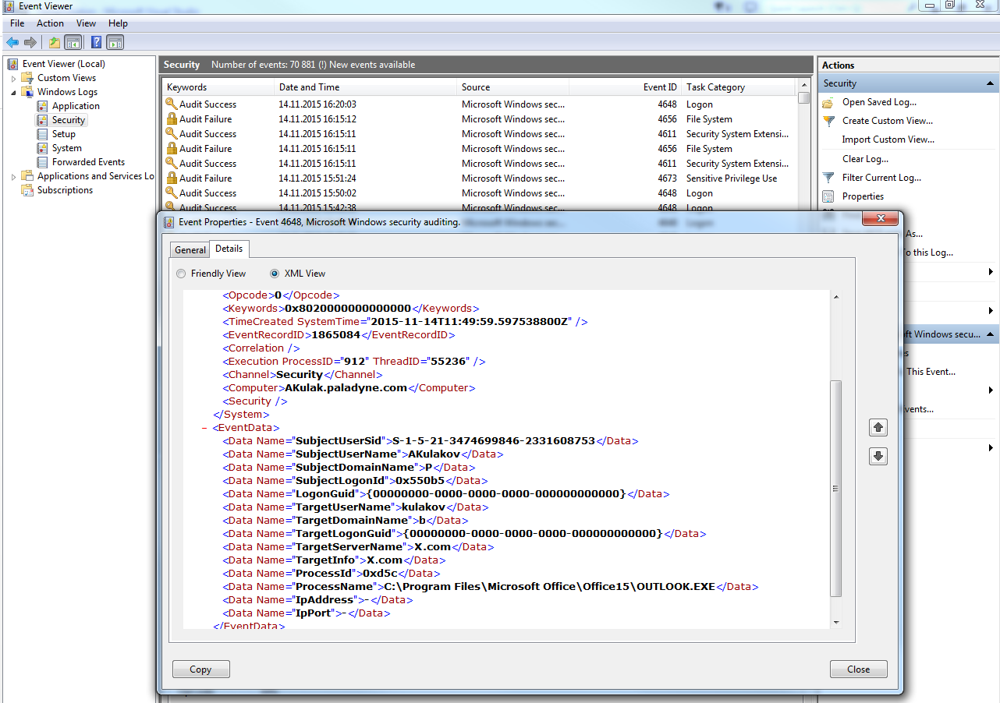 Event Viewer
File Action View Help
Event Viewer (Local)
Custom Views
Windows Logs
Application
Security
Setup
System
Forwarded Events
Applications and Services Lo
Subscriptions
Security Number of events: 70 881 (!) New events available
Keywords Date and Time Source Event ID Task Category
Audit Success 14.11.2015 16:20:03 Microsoft Windows sec... 4648 Logon
Audit Failure 14.11.2015 16:15:12 Microsoft Windows sec... 4656 File System
Audit Success 14.11.2015 16:15:11 Microsoft Windows sec... 4611 Security System Extensi...
Audit Failure 14.11.2015 16:15:11 Microsoft Windows sec... 4656 File System
Audit Success 14.11.2015 16:15:11 Microsoft Windows sec... 4611 Security System Extensi...
Audit Failure 14.11.2015 15:51:24 Microsoft Windows sec... 4673 Sensitive Privilege Use
Audit Success 14.11.2015 15:50:02 Microsoft Windows sec... 4648 Logon
Audit Success 14.11.2015 15:42:38 Microsoft Windows sec... 4648 Logon
Actions
Security
Open Saved Log...
Create Custom View...
Import Custom View...
Clear Log...
Filter Current Log...
Properties
As...
To this Log...
oft Windows secu...
es
This Event...
vents...
Event Properties - Event 4648, Microsoft Windows security auditing.
General Details
Friendly View XML View
<Opcode>0</Opcode>
<Keywords>0x8020000000000000</Keywords>
<TimeCreated SystemTime="2015-11-14T11:49:59.597538800Z" />
<EventRecordID>1865084</EventRecordID>
<Correlation />
<Execution ProcessID="912" ThreadID="55236" />
<Channel>Security</Channel>
<Computer>AKulak.paladyne.com</Computer>
<Security />
</System>
- <EventData>
<Data Name="SubjectUserSid">S-1-5-21-3474699846-2331608753</Data>
<Data Name="SubjectUserName">AKulakov</Data>
<Data Name="SubjectDomainName">P</Data>
<Data Name="SubjectLogonId">0x550b5</Data>
<Data Name="LogonGuid">{00000000-0000-0000-0000-000000000000}</Data>
<Data Name="TargetUserName">kulakov</Data>
<Data Name="TargetDomainName">b</Data>
<Data Name="TargetLogonGuid">{00000000-0000-0000-0000-000000000000}</Data>
<Data Name="TargetServerName">X.com</Data>
<Data Name="TargetInfo">X.com</Data>
<Data Name="ProcessId">0xd5c</Data>
<Data Name="ProcessName">C:\Program Files\Microsoft Office\Office15\OUTLOOK.EXE</Data>
<Data Name="IpAddress">-</Data>
<Data Name="IpPort">-</Data>
</EventData>
Copy Close